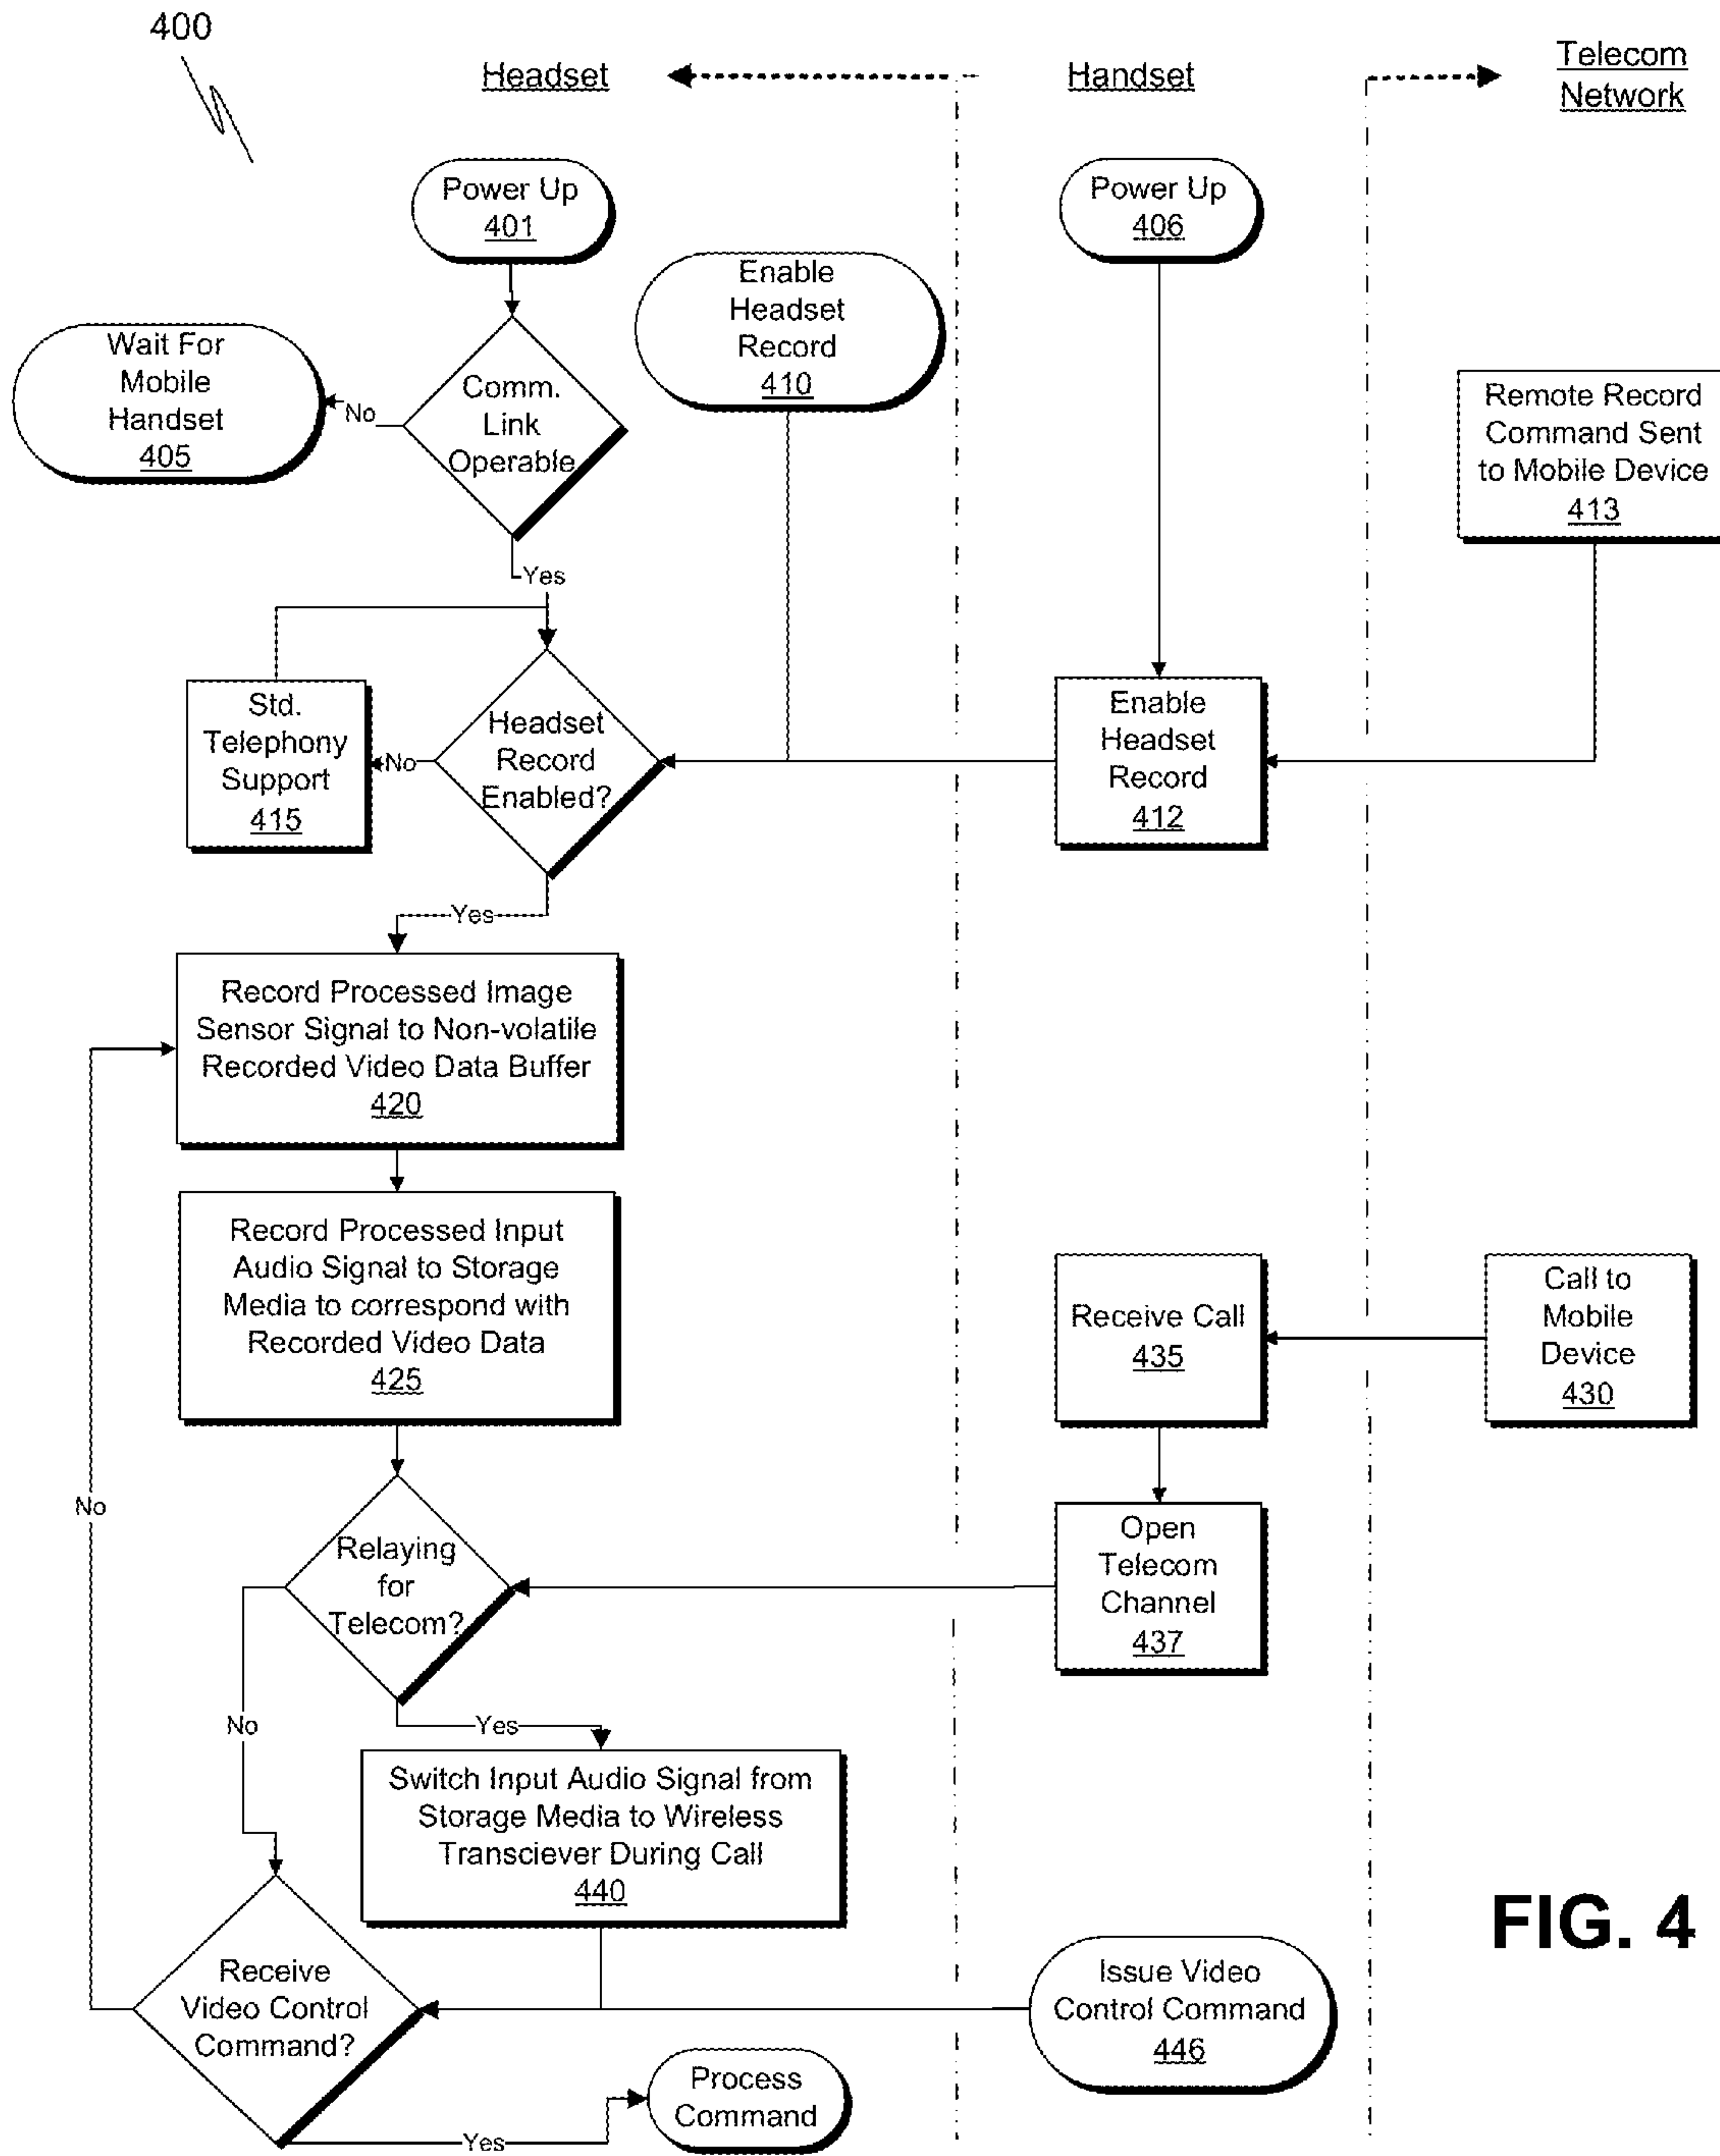 400
Headset
Handset
Telecom
Network
Power Up
401
Power Up
406
Enable
Headset
Record
410
Wait For
Mobile
Handset
405
No
Comm.
Link
Operable
Remote Record
Command Sent
to Mobile Device
413
Yes
Std.
Telephony
Support
415
No
Headset
Record
Enabled?
Enable
Headset
Record
412
Yes
Record Processed Image
Sensor Signal to Non-volatile
Recorded Video Data Buffer
420
Record Processed Input
Audio Signal to Storage
Media to correspond with
Recorded Video Data
425
Receive Call
435
Call to
Mobile
Device
430
No
Relaying
for
Telecom?
Open
Telecom
Channel
437
No
Yes
Switch Input Audio Signal from
Storage Media to Wireless
Transciever During Call
440
FIG. 4
Receive
Video Control
Command?
Issue Video
Control Command
446
Process
Command
Yes